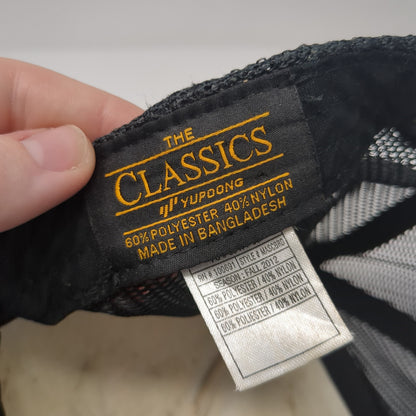 THE
CLASSICS
YUPOONG
60% POLYESTER 40% NYLON
MADE IN BANGLADESH
SEASON: FALL 2012
60% POLYESTER / 40% NYLON
60% POLYESTER / 40% NYLON
60% POLYESTER / 40% NYLON